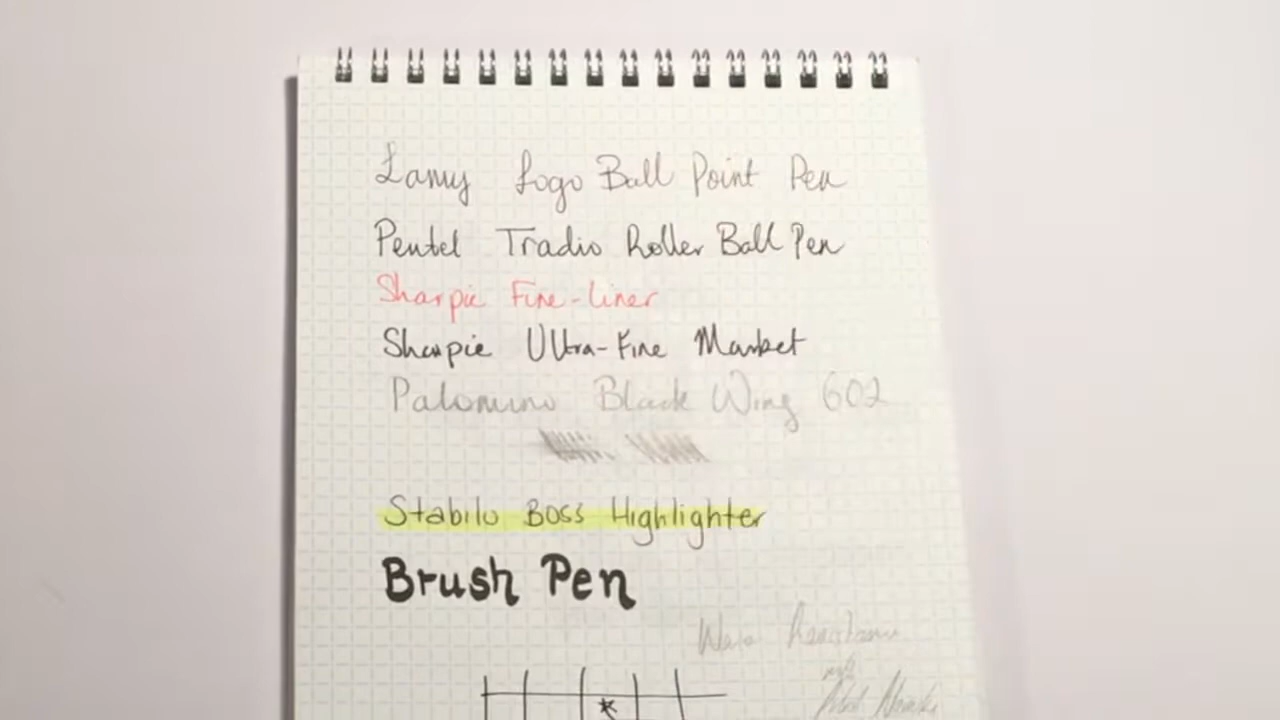 Lamy Logo Ball Point Pen
Pentel Tradio Roller Ball Pen
Sharpie Fine-Liner
Sharpie Ultra-Fine Market
Palomino Black Wing 602
Stabilo BOSS Highlighter
Brush Pen